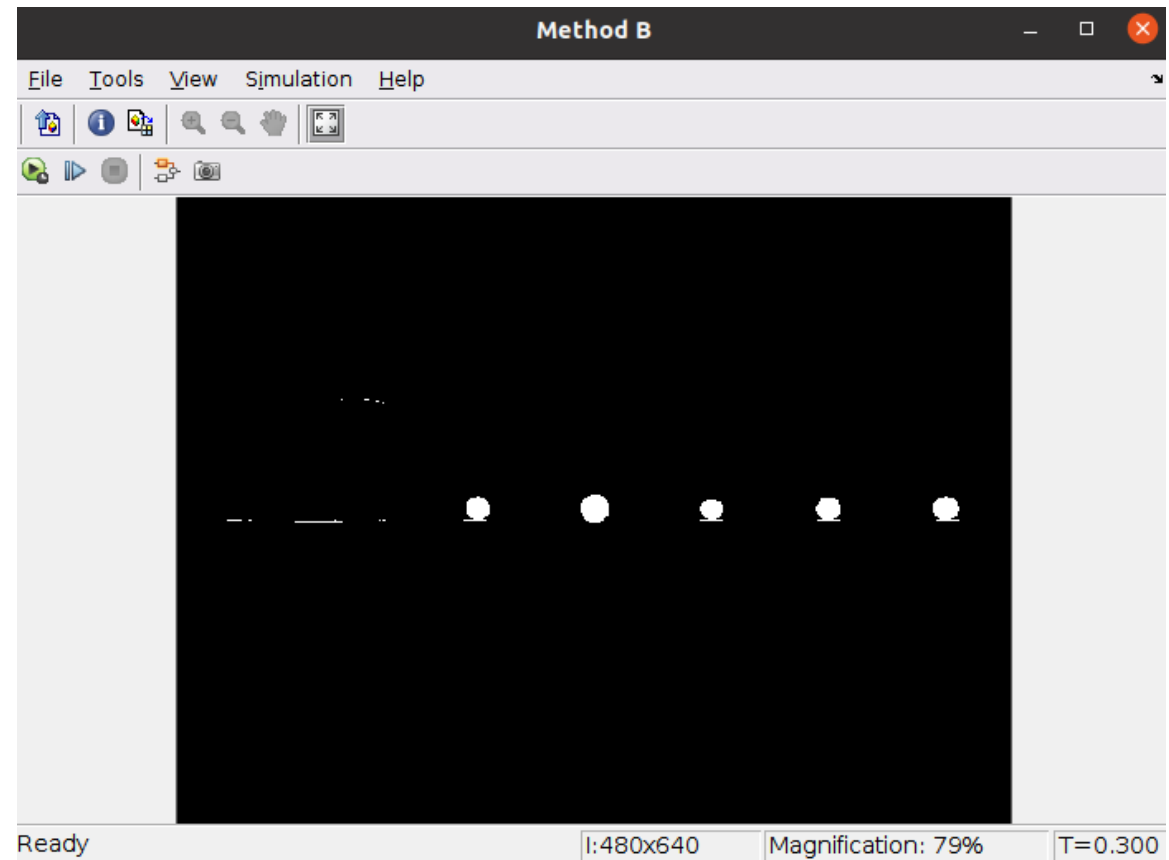 Method B
File Tools View Simulation Help
Ready I:480x640 Magnification: 79% T=0.300